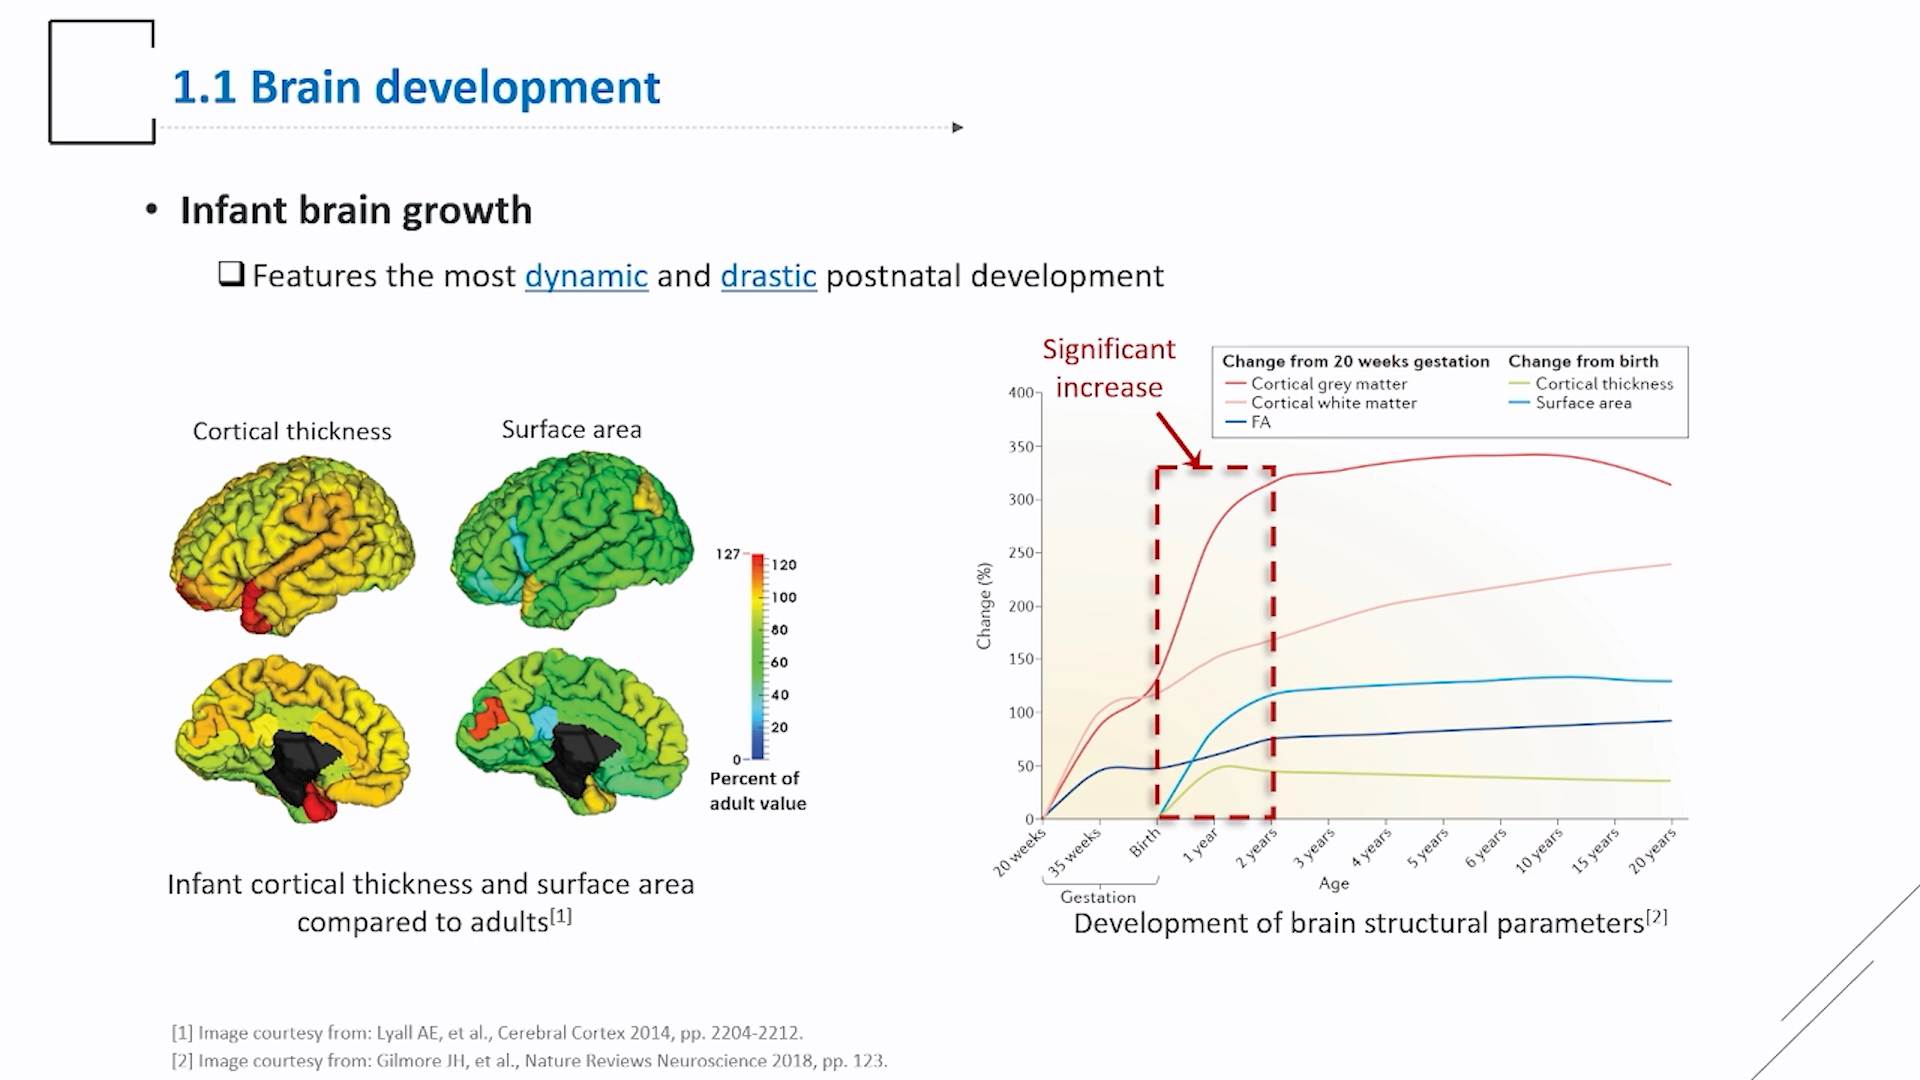 1.1 Brain development
• Infant brain growth
❑ Features the most dynamic and drastic postnatal development
Cortical thickness
Surface area
127
120
100
80
60
40
20
0
Percent of
adult value
Infant cortical thickness and surface area
compared to adults[1]
Significant
increase
Change from 20 weeks gestation
Cortical grey matter
Cortical white matter
FA
Change from birth
Cortical thickness
Surface area
Change (%)
400
350
300
250
200
150
100
50
0
20 weeks
35 weeks
Birth
1 year
2 years
3 years
4 years
5 years
6 years
10 years
15 years
20 years
Gestation
Age
Development of brain structural parameters[2]
[1] Image courtesy from: Lyall AE, et al., Cerebral Cortex 2014, pp. 2204-2212.
[2] Image courtesy from: Gilmore JH, et al., Nature Reviews Neuroscience 2018, pp. 123.